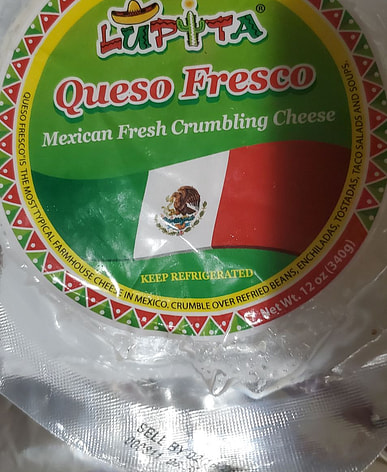 LUPITA®
Queso Fresco
Mexican Fresh Crumbling Cheese
KEEP REFRIGERATED
QUESO FRESCO "IS THE MOST TYPICAL FARMHOUSE CHEESE IN MEXICO. CRUMBLE OVER REFRIED BEANS, ENCHILADAS, TOSTADAS, TACO SALADS AND SOUPS.
Net Wt. 12 oz (340g)
SELL BY